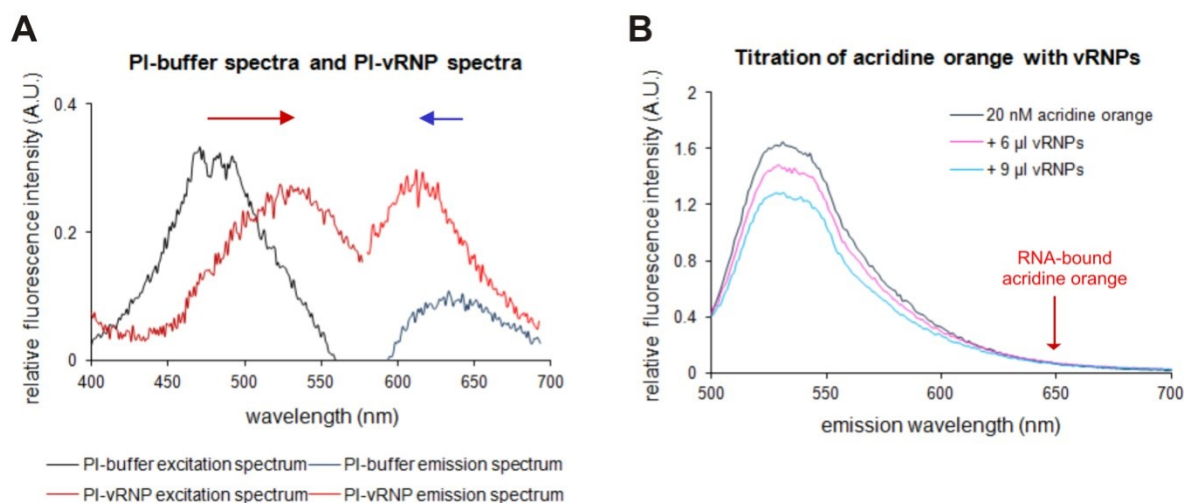 A
PI-buffer spectra and PI-vRNP spectra
relative fluorescence intensity (A.U.)
0.4
0.2
0
400
450
500
550
600
650
700
wavelength (nm)
PI-buffer excitation spectrum
PI-buffer emission spectrum
PI-vRNP excitation spectrum
PI-vRNP emission spectrum
B
Titration of acridine orange with vRNPs
relative fluorescence intensity (A.U.)
2
1.6
1.2
0.8
0.4
0
20 nM acridine orange
+ 6 µl vRNPs
+ 9 µl vRNPs
RNA-bound
acridine orange
500
550
600
650
700
emission wavelength (nm)